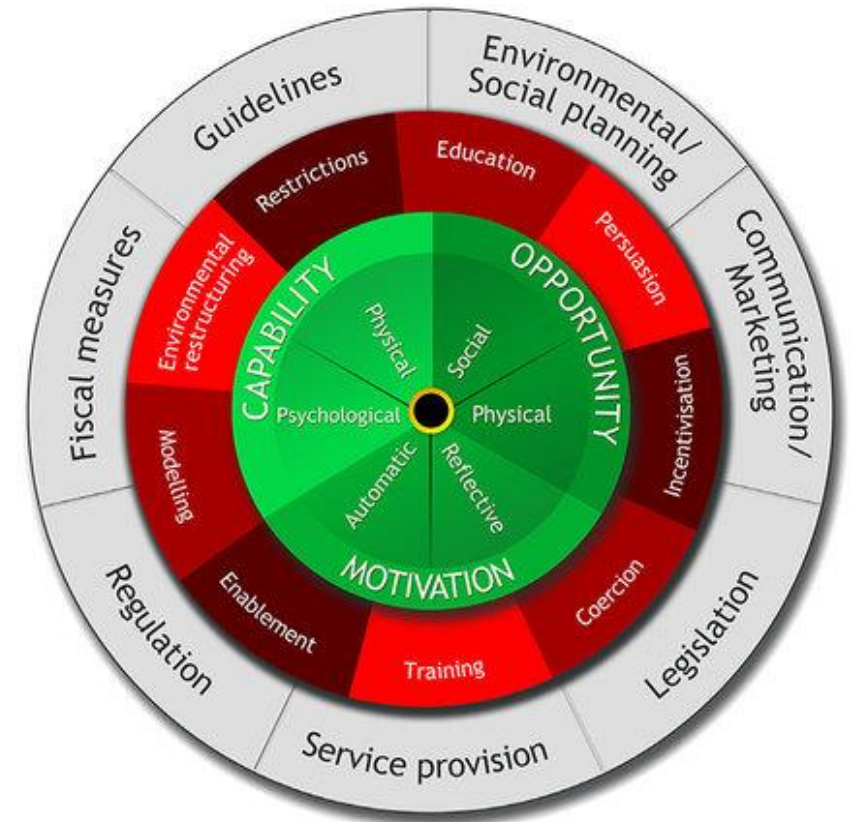 Environmental/
Social planning
Communication/
Marketing
Legislation
Service provision
Regulation
Fiscal measures
Guidelines
Education
Persuasion
Incentivisation
Coercion
Training
Enablement
Modelling
Environmental
restructuring
Restrictions
CAPABILITY
OPPORTUNITY
MOTIVATION
Physical
Social
Psychological
Physical
Automatic
Reflective